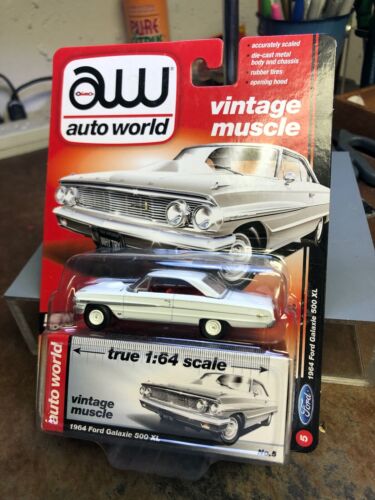 PURE
aw
auto world
• accurately scaled
• die-cast metal
body and chassis
• rubber tires
• opening hood
vintage
muscle
1964 Ford Galaxie 500 XL
Ford
5
auto world
true 1:64 scale
vintage
muscle
1964 Ford Galaxie 500 XL
No.5